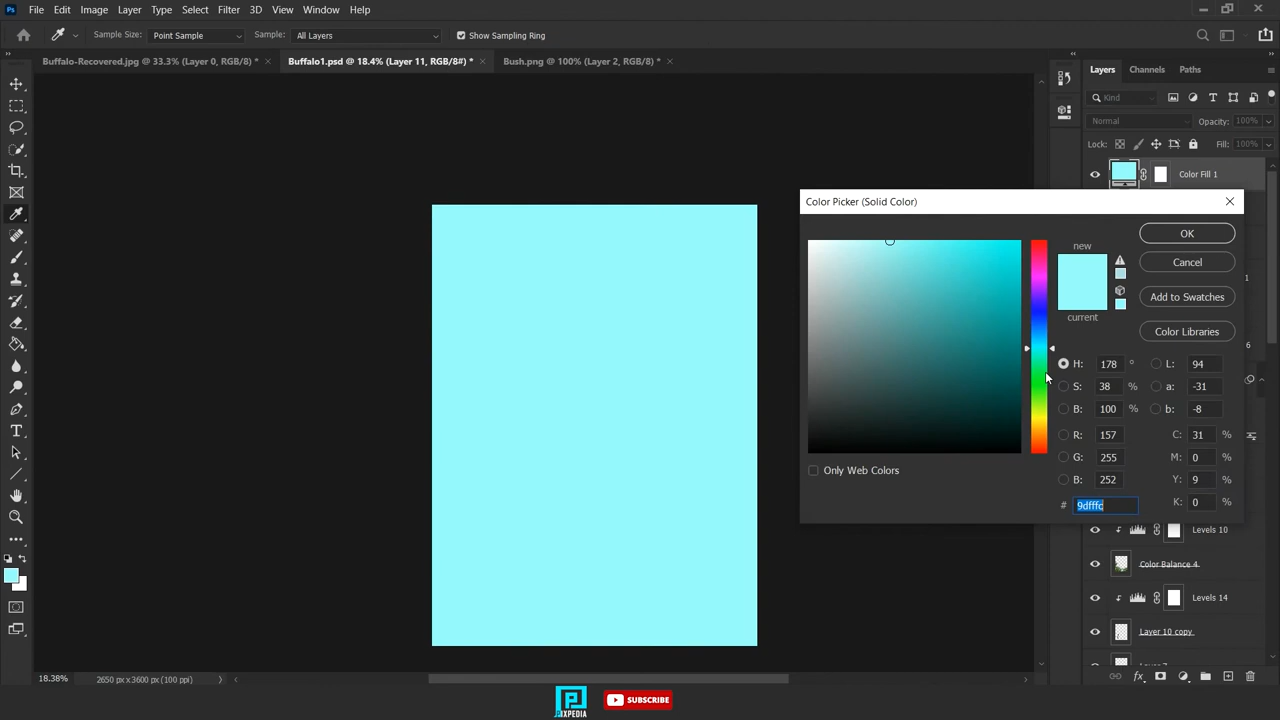 Ps File Edit Image Layer Type Select Filter 3D View Window Help
Sample Size: Point Sample Sample: All Layers Show Sampling Ring
Buffalo-Recovered.jpg @ 33.3% (Layer 0, RGB/8) * Buffalo1.psd @ 18.4% (Layer 11, RGB/8#) * Bush.png @ 100% (Layer 2, RGB/8) *
Layers Channels Paths
Kind
Normal Opacity: 100%
Lock: Fill: 100%
Color Fill 1
Color Picker (Solid Color)
OK
new
Cancel
Add to Swatches
current
Color Libraries
H: 178 ° L: 94
S: 38 % a: -31
B: 100 % b: -8
R: 157 C: 31 %
G: 255 M: 0 %
Only Web Colors
B: 252 Y: 9 %
# 9dfffc K: 0 %
Levels 10
Color Balance 4
Levels 14
Layer 10 copy
18.38% 2650 px x 3600 px (100 ppi)
PIXPEDIA
SUBSCRIBE